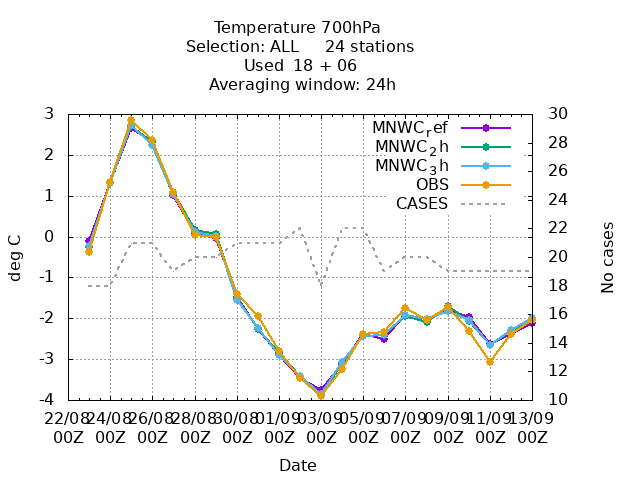 Temperature 700hPa
Selection: ALL 24 stations
Used 18 + 06
Averaging window: 24h
3
2
1
0
-1
-2
-3
-4
deg C
30
28
26
24
22
20
18
16
14
12
10
No cases
MNWCref
MNWC2h
MNWC3h
OBS
CASES
22/08 24/08 26/08 28/08 30/08 01/09 03/09 05/09 07/09 09/09 11/09 13/09
00Z 00Z 00Z 00Z 00Z 00Z 00Z 00Z 00Z 00Z 00Z 00Z
Date